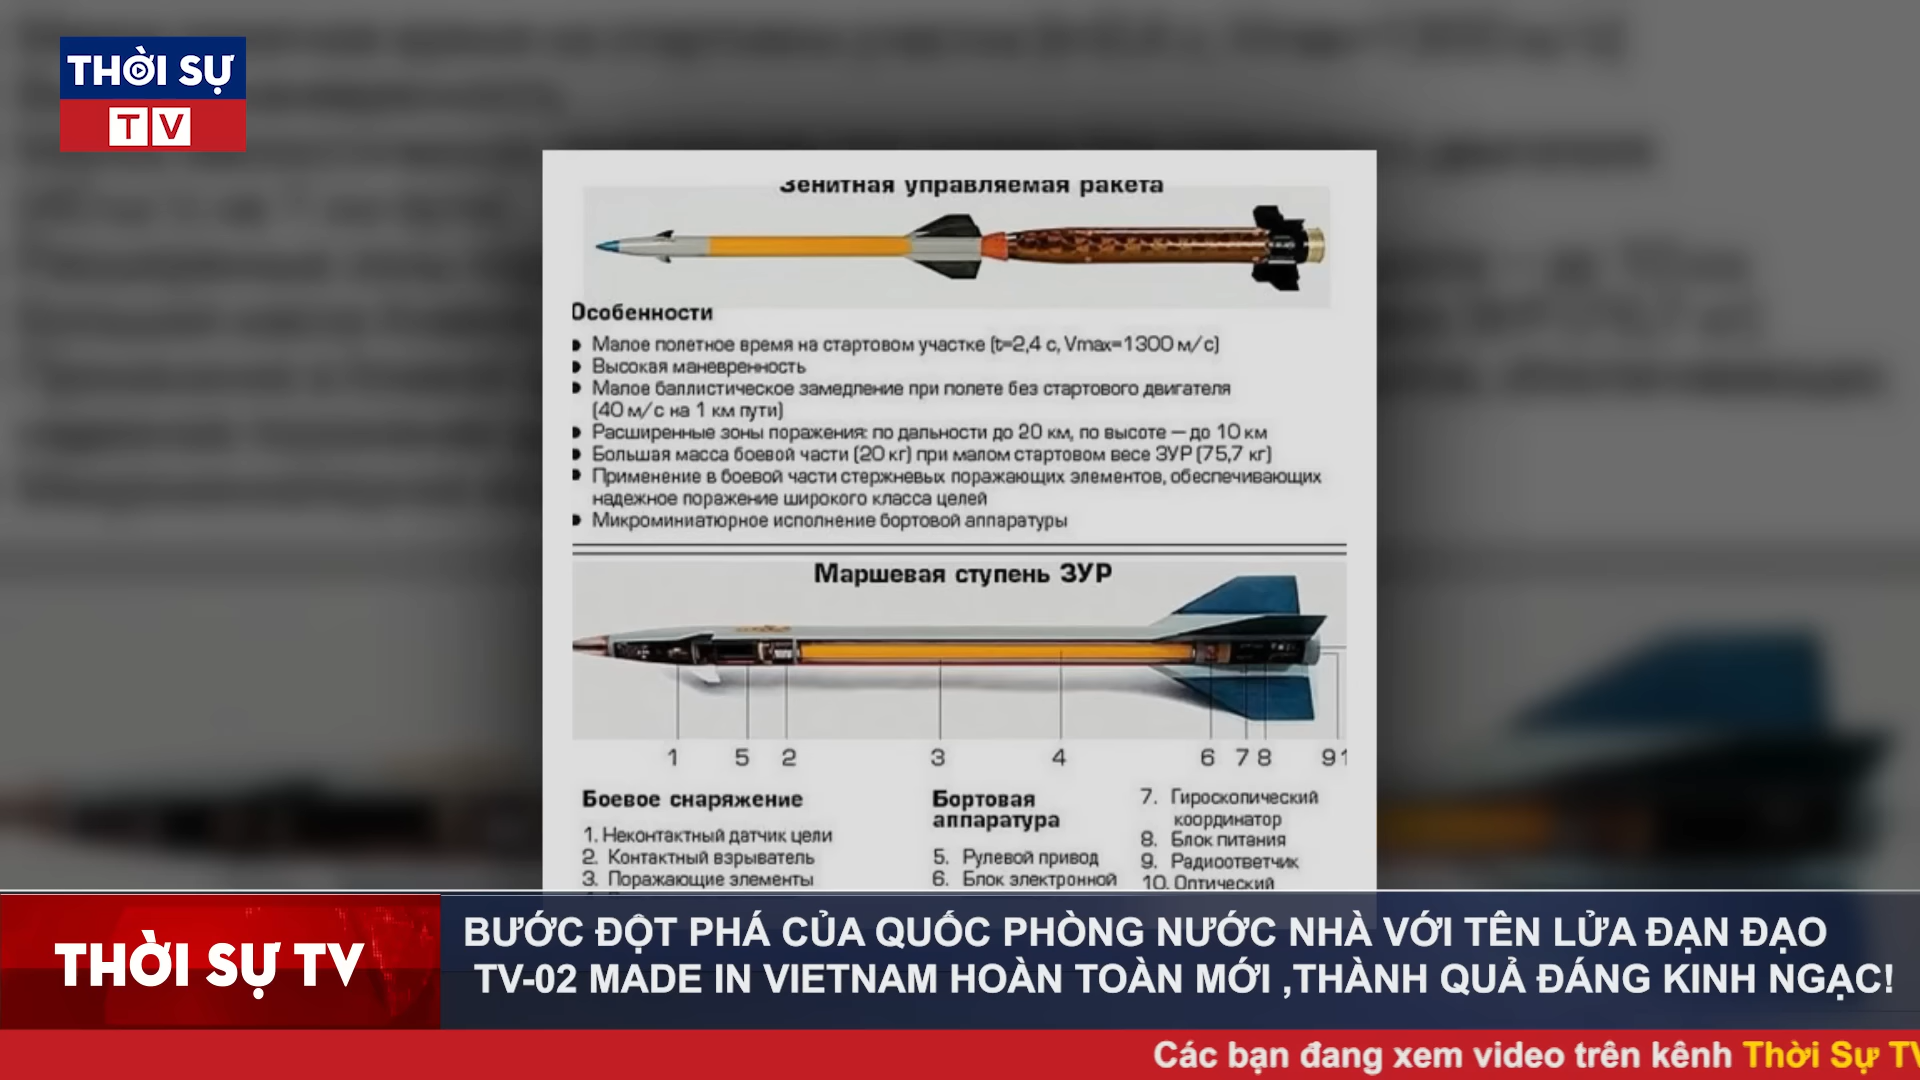 THỜI SỰ
TV
Зенитная управляемая ракета
Особенности
Малое полетное время на стартовом участке (t=2,4 с, Vmax=1300 м/с)
Высокая маневренность
Малое баллистическое замедление при полете без стартового двигателя
(40 м/с на 1 км пути)
Расширенные зоны поражения: по дальности до 20 км, по высоте – до 10 км
Большая масса боевой части (20 кг) при малом стартовом весе ЗУР (75,7 кг)
Применение в боевой части стержневых поражающих элементов, обеспечивающих
надежное поражение широкого класса целей
Микроминиатюрное исполнение бортовой аппаратуры
Маршевая ступень ЗУР
1 5 2 3 4 6 7 8 9 1
Боевое снаряжение
1. Неконтактный датчик цели
2. Контактный взрыватель
3. Поражающие элементы
Бортовая
аппаратура
5. Рулевой привод
6. Блок электронной
7. Гироскопический
координатор
8. Блок питания
9. Радиоответчик
10. Оптический
THỜI SỰ TV
BƯỚC ĐỘT PHÁ CỦA QUỐC PHÒNG NƯỚC NHÀ VỚI TÊN LỬA ĐẠN ĐẠO
TV-02 MADE IN VIETNAM HOÀN TOÀN MỚI ,THÀNH QUẢ ĐÁNG KINH NGẠC!
Các bạn đang xem video trên kênh Thời Sự TV